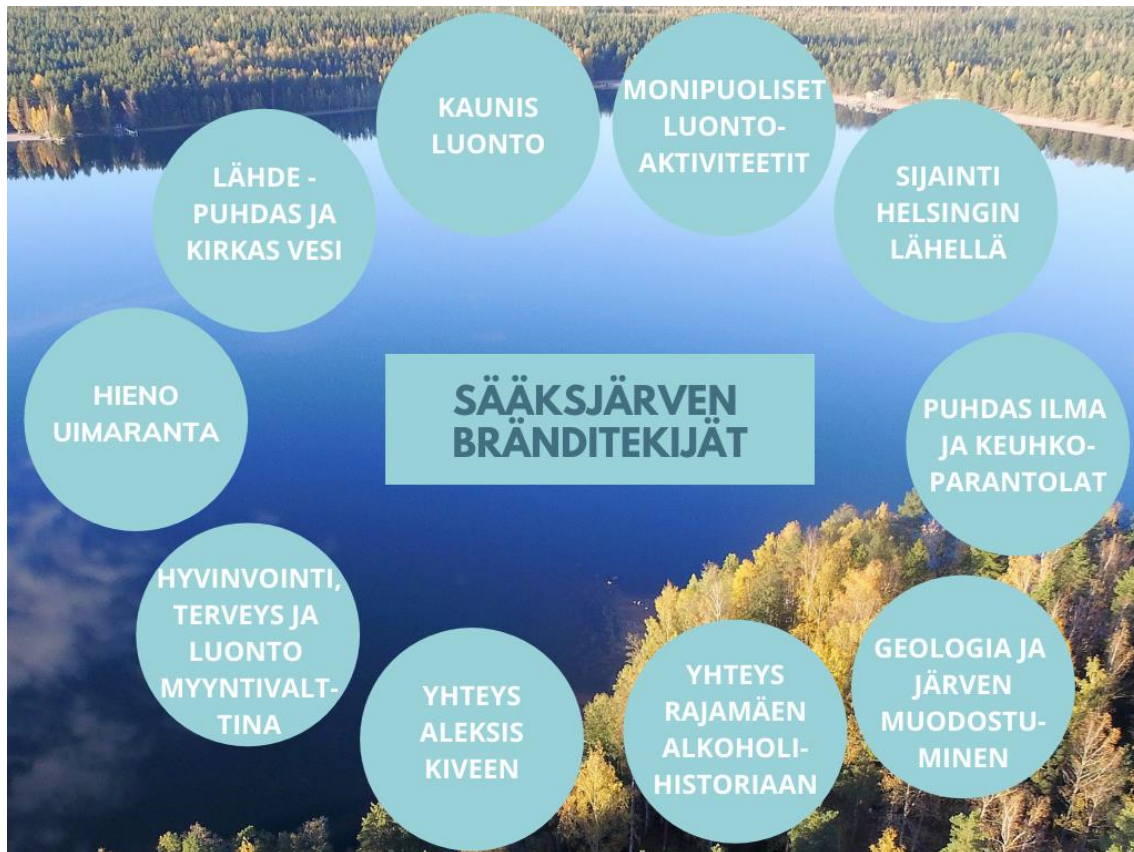 SÄÄKSJÄRVEN
BRÄNDITEKIJÄT
KAUNIS
LUONTO
MONIPUOLISET
LUONTO-
AKTIVITEETIT
SIJAINTI
HELSINGIN
LÄHELLÄ
PUHDAS ILMA
JA KEUHKO-
PARANTOLAT
GEOLOGIA JA
JÄRVEN
MUODOSTU-
MINEN
YHTEYS
RAJAMÄEN
ALKOHOLI-
HISTORIAAN
YHTEYS
ALEKSIS
KIVEEN
HYVINVOINTI,
TERVEYS JA
LUONTO
MYYNTIVALT-
TINA
HIENO
UIMARANTA
LÄHDE -
PUHDAS JA
KIRKAS VESI